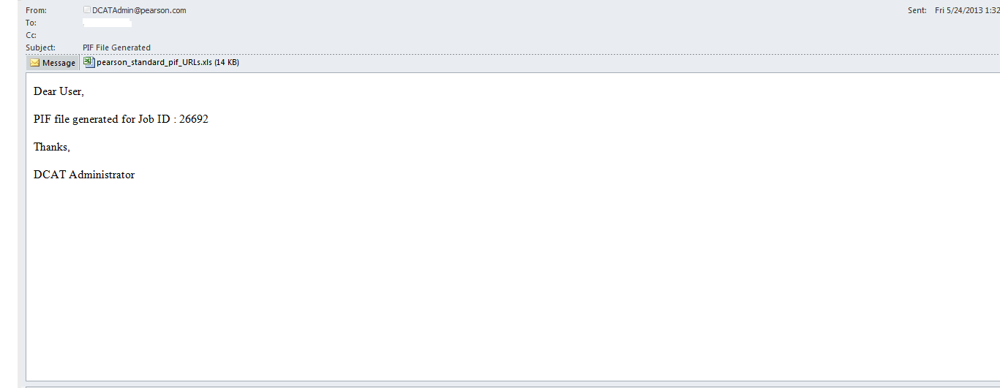 From: DCATAdmin@pearson.com Sent: Fri 5/24/2013 1:32
To:
Cc:
Subject: PIF File Generated
Message pearson_standard_pif_URLs.xls (14 KB)
Dear User,
PIF file generated for Job ID : 26692
Thanks,
DCAT Administrator